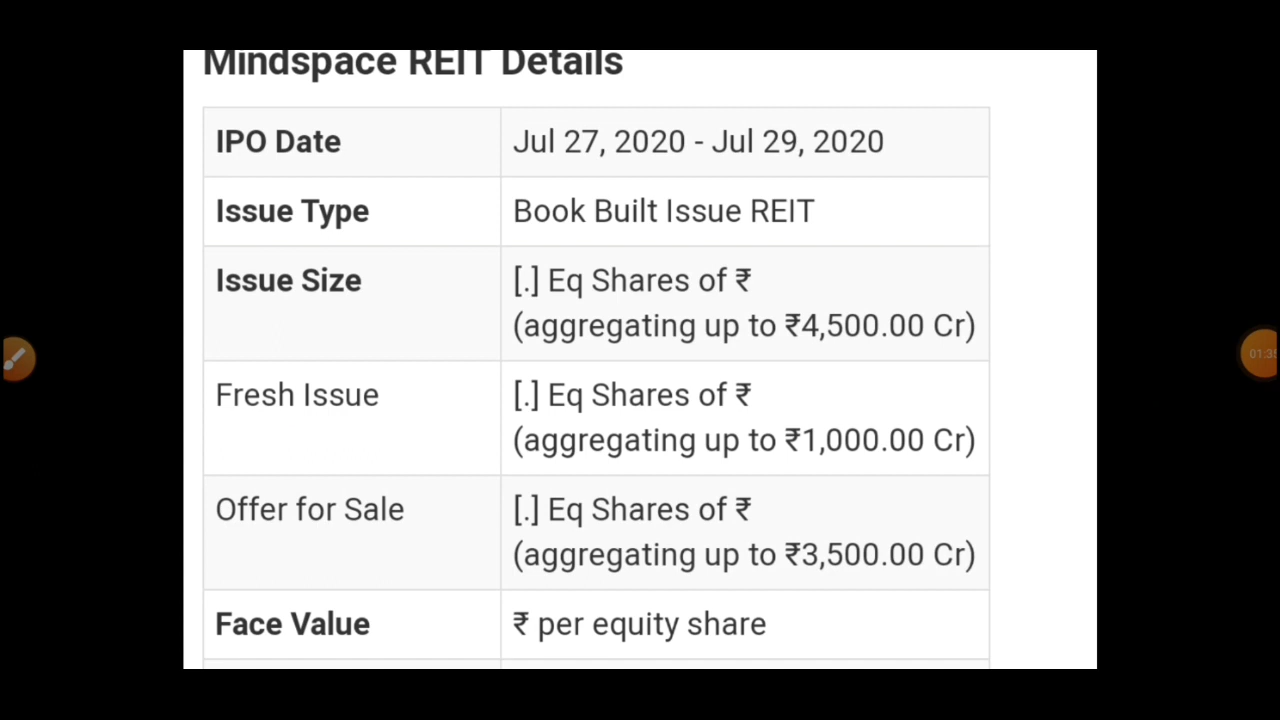 Mindspace REIT Details
IPO Date
Jul 27, 2020 - Jul 29, 2020
Issue Type
Book Built Issue REIT
Issue Size
[.] Eq Shares of ₹
(aggregating up to ₹4,500.00 Cr)
Fresh Issue
[.] Eq Shares of ₹
(aggregating up to ₹1,000.00 Cr)
Offer for Sale
[.] Eq Shares of ₹
(aggregating up to ₹3,500.00 Cr)
Face Value
₹ per equity share